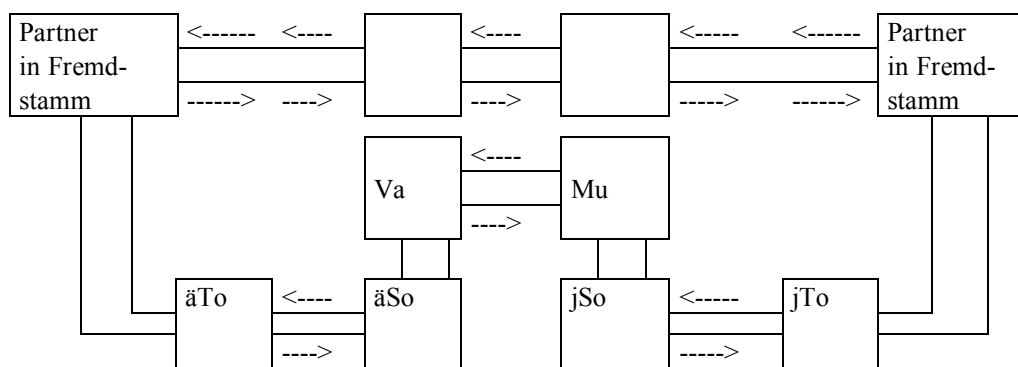 Partner
in Fremd-
stamm
<------ <---- <---- <----- <------
Partner
in Fremd-
stamm
------> ----> ----> -----> ------>
<----
Va
Mu
---->
äTo
<----
äSo
jSo
<-----
jTo
---->
----->